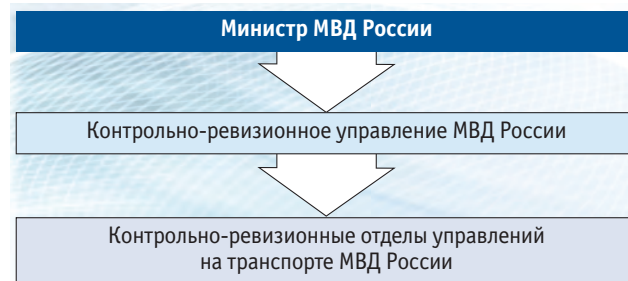 Министр МВД России
Контрольно-ревизионное управление МВД России
Контрольно-ревизионные отделы управлений
на транспорте МВД России